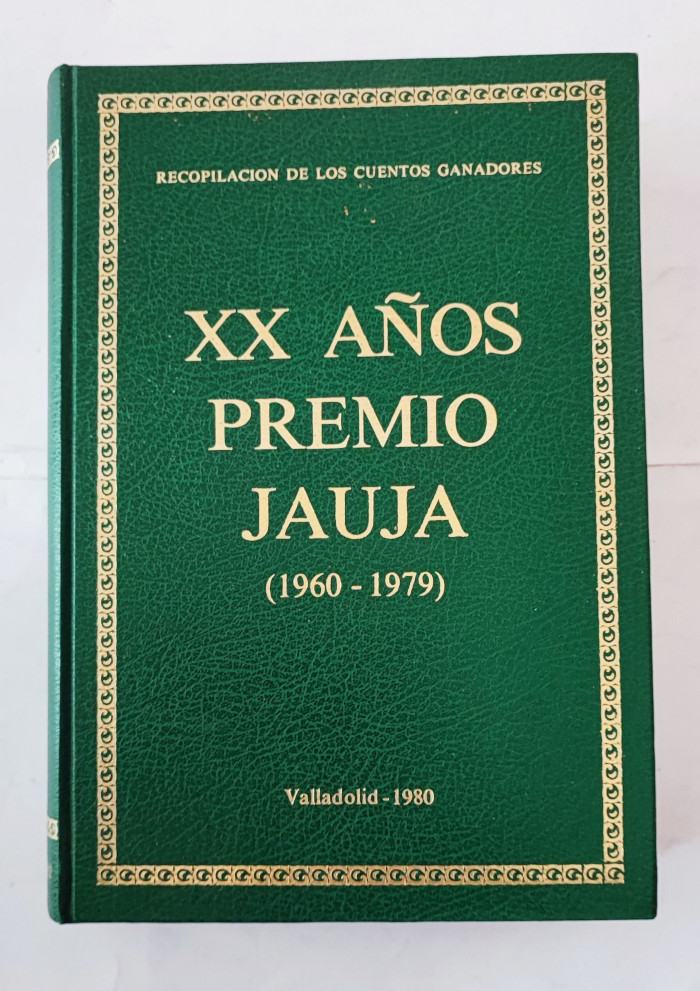 RECOPILACION DE LOS CUENTOS GANADORES
XX AÑOS
PREMIO
JAUJA
(1960 - 1979)
Valladolid - 1980